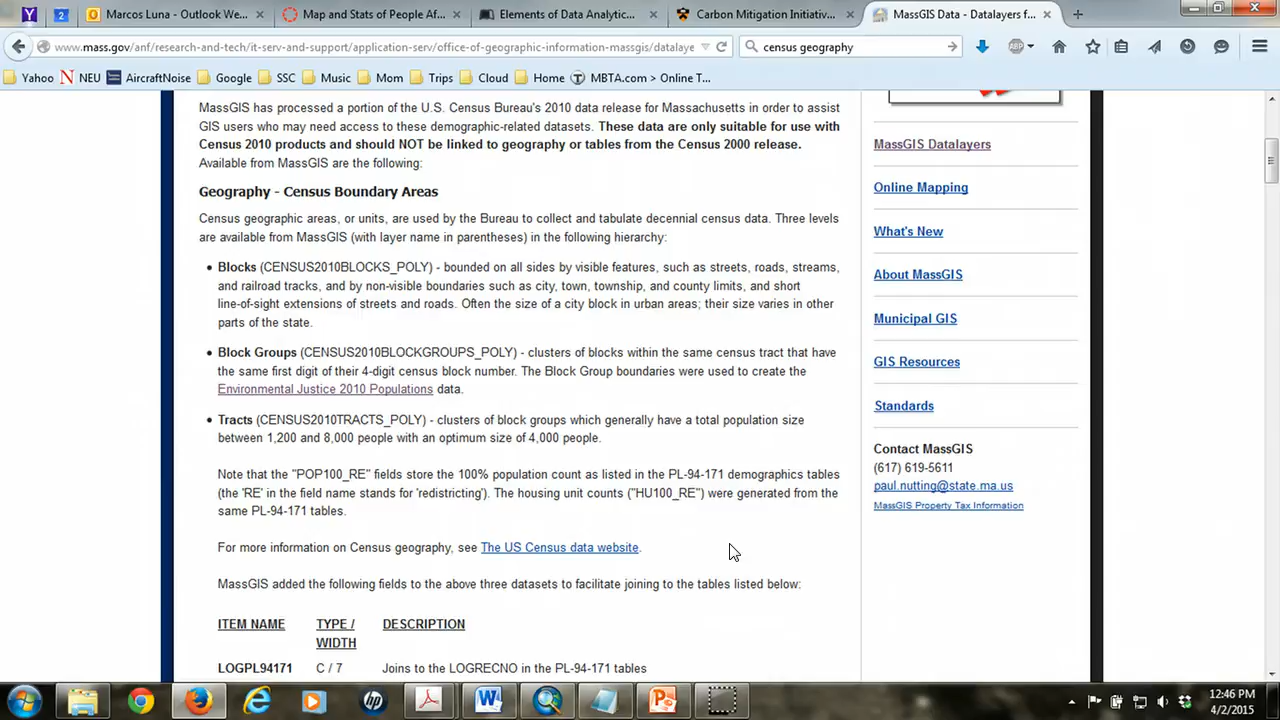 Marcos Luna - Outlook We...
Map and Stats of People Af...
Elements of Data Analytic...
Carbon Mitigation Initiativ...
MassGIS Data - Datalayers f...
www.mass.gov/anf/research-and-tech/it-serv-and-support/application-serv/office-of-geographic-information-massgis/datalaye
census geography
ABP
Yahoo
NEU
AircraftNoise
Google
SSC
Music
Mom
Trips
Cloud
Home
MBTA.com > Online T...
MassGIS has processed a portion of the U.S. Census Bureau's 2010 data release for Massachusetts in order to assist
GIS users who may need access to these demographic-related datasets. These data are only suitable for use with
Census 2010 products and should NOT be linked to geography or tables from the Census 2000 release.
Available from MassGIS are the following:
Geography - Census Boundary Areas
Census geographic areas, or units, are used by the Bureau to collect and tabulate decennial census data. Three levels
are available from MassGIS (with layer name in parentheses) in the following hierarchy:
• Blocks (CENSUS2010BLOCKS_POLY) - bounded on all sides by visible features, such as streets, roads, streams,
and railroad tracks, and by non-visible boundaries such as city, town, township, and county limits, and short
line-of-sight extensions of streets and roads. Often the size of a city block in urban areas; their size varies in other
parts of the state.
• Block Groups (CENSUS2010BLOCKGROUPS_POLY) - clusters of blocks within the same census tract that have
the same first digit of their 4-digit census block number. The Block Group boundaries were used to create the
Environmental Justice 2010 Populations data.
• Tracts (CENSUS2010TRACTS_POLY) - clusters of block groups which generally have a total population size
between 1,200 and 8,000 people with an optimum size of 4,000 people.
Note that the "POP100_RE" fields store the 100% population count as listed in the PL-94-171 demographics tables
(the 'RE' in the field name stands for 'redistricting'). The housing unit counts ("HU100_RE") were generated from the
same PL-94-171 tables.
For more information on Census geography, see The US Census data website.
MassGIS added the following fields to the above three datasets to facilitate joining to the tables listed below:
ITEM NAME TYPE / DESCRIPTION
WIDTH
LOGPL94171 C / 7 Joins to the LOGRECNO in the PL-94-171 tables
MassGIS Datalayers
Online Mapping
What's New
About MassGIS
Municipal GIS
GIS Resources
Standards
Contact MassGIS
(617) 619-5611
paul.nutting@state.ma.us
MassGIS Property Tax Information
12:46 PM
4/2/2015